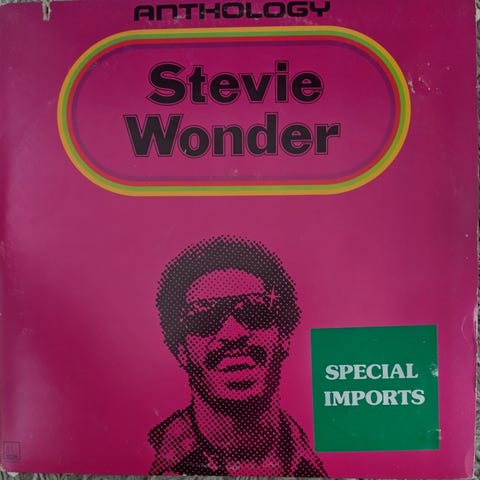 ANTHOLOGY
Stevie
Wonder
SPECIAL
IMPORTS